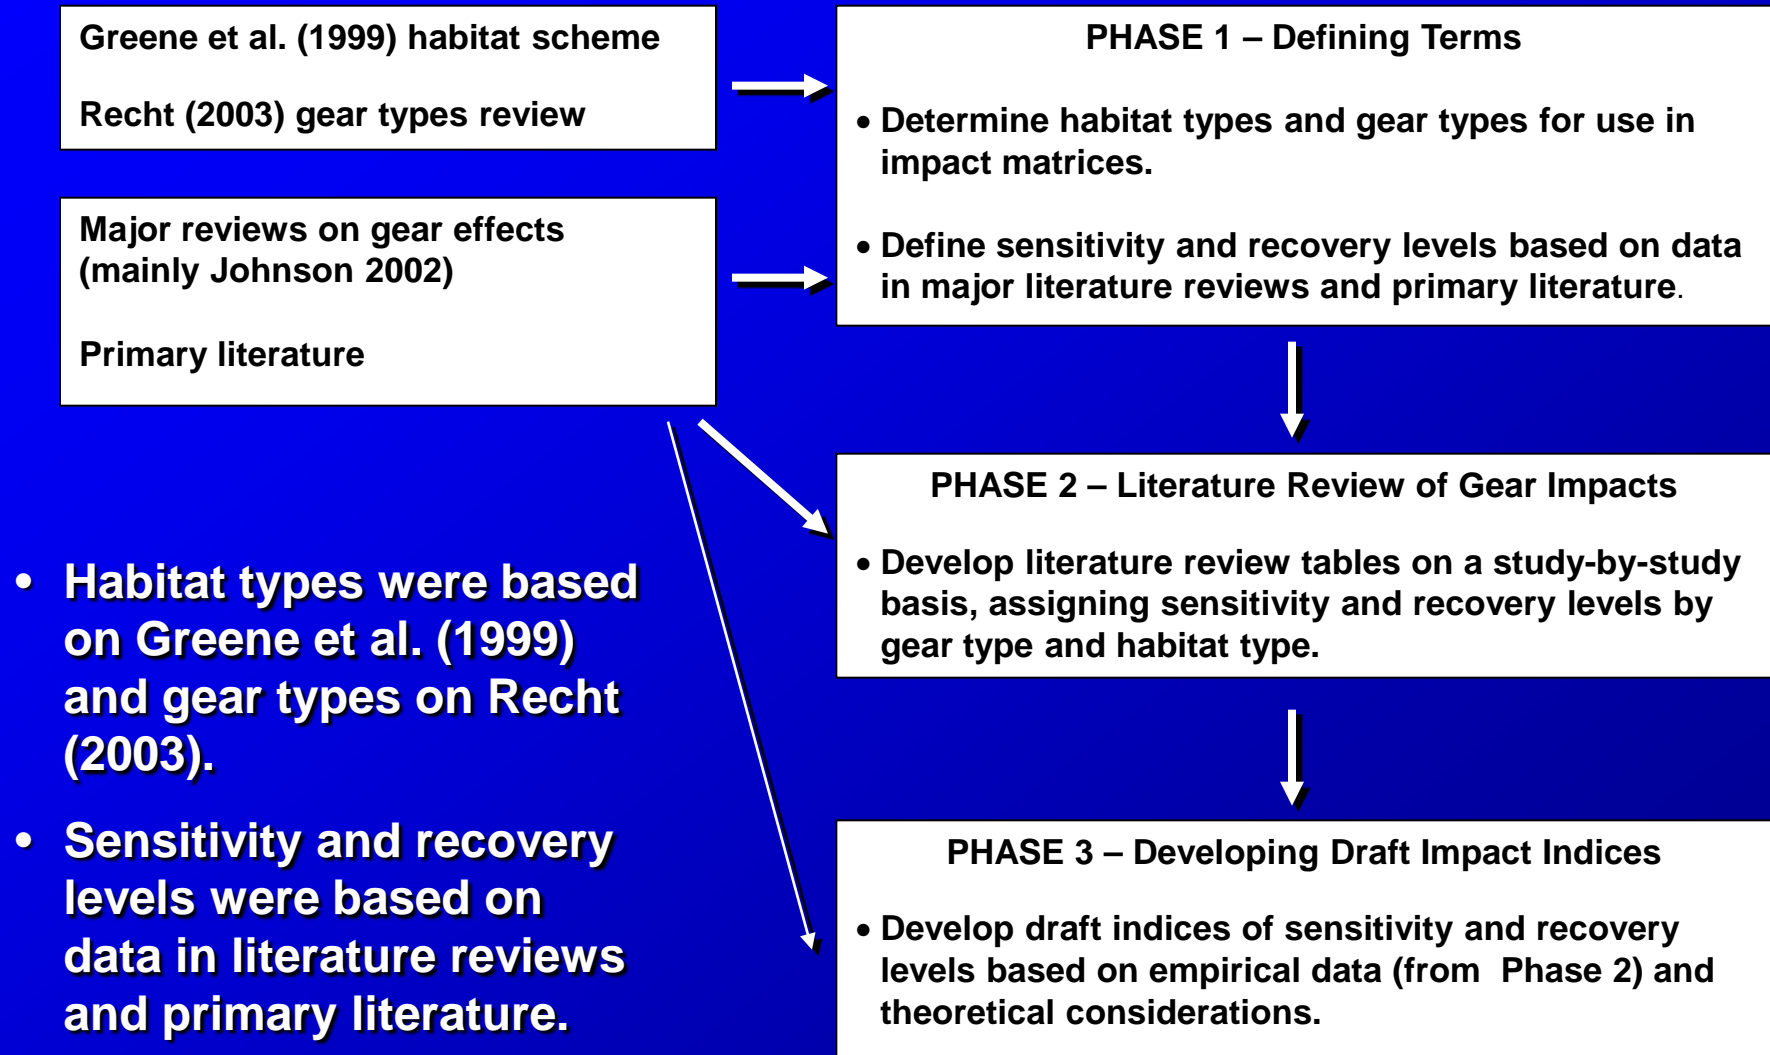 Greene et al. (1999) habitat scheme
Recht (2003) gear types review
Major reviews on gear effects
(mainly Johnson 2002)
Primary literature
PHASE 1 – Defining Terms
• Determine habitat types and gear types for use in
impact matrices.
• Define sensitivity and recovery levels based on data
in major literature reviews and primary literature.
PHASE 2 – Literature Review of Gear Impacts
• Develop literature review tables on a study-by-study
basis, assigning sensitivity and recovery levels by
gear type and habitat type.
PHASE 3 – Developing Draft Impact Indices
• Develop draft indices of sensitivity and recovery
levels based on empirical data (from Phase 2) and
theoretical considerations.
• Habitat types were based
on Greene et al. (1999)
and gear types on Recht
(2003).
• Sensitivity and recovery
levels were based on
data in literature reviews
and primary literature.